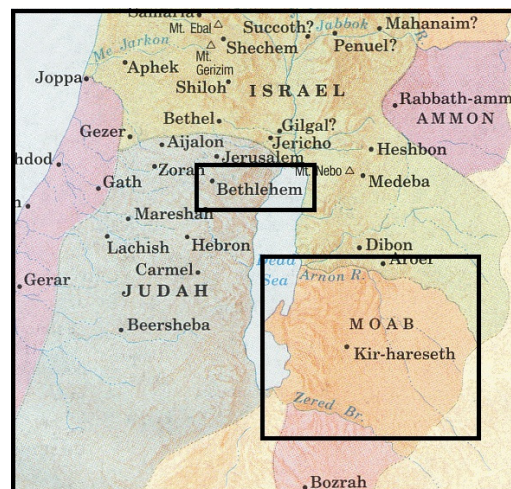 Samaria
Mt. Ebal
Succoth?
Jabbok
Mahanaim?
R.
Me Jarkon
Shechem
Penuel?
Joppa
Aphek
Mt.
Gerizim
Shiloh
ISRAEL
Rabbath-amm
AMMON
Bethel
Gilgal?
Gezer
Jericho
Aijalon
Jerusalem
Heshbon
hdod
Zorah
Mt. Nebo
Gath
Bethlehem
Medeba
n
Mareshah
Lachish
Hebron
Dibon
Dead
Aroer
Carmel
Sea
Arnon R.
Gerar
JUDAH
MOAB
Beersheba
Kir-hareseth
Zered Br.
Bozrah